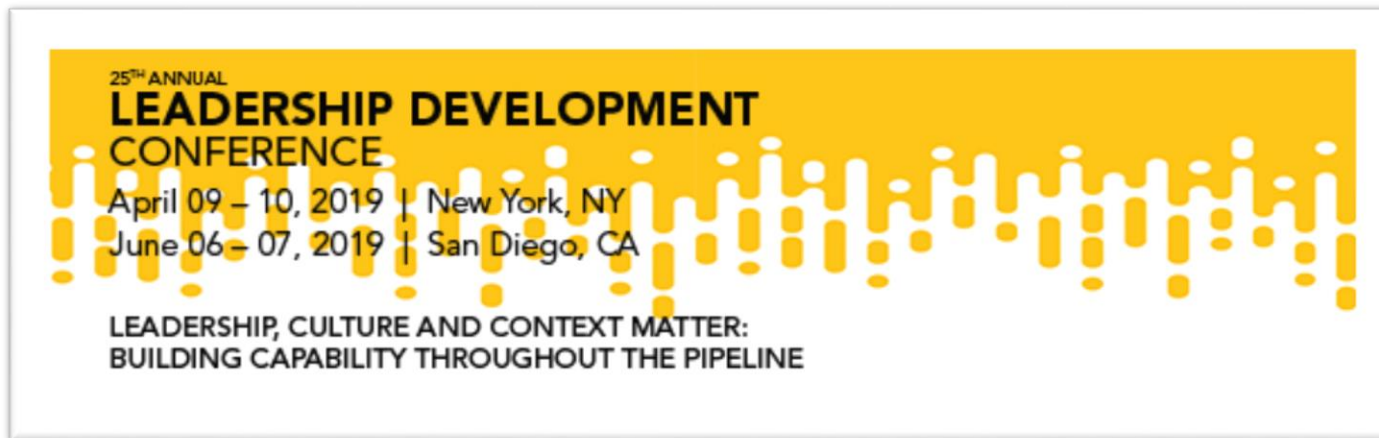 25TH ANNUAL
LEADERSHIP DEVELOPMENT
CONFERENCE
April 09 – 10, 2019 | New York, NY
June 06 – 07, 2019 | San Diego, CA
LEADERSHIP, CULTURE AND CONTEXT MATTER:
BUILDING CAPABILITY THROUGHOUT THE PIPELINE